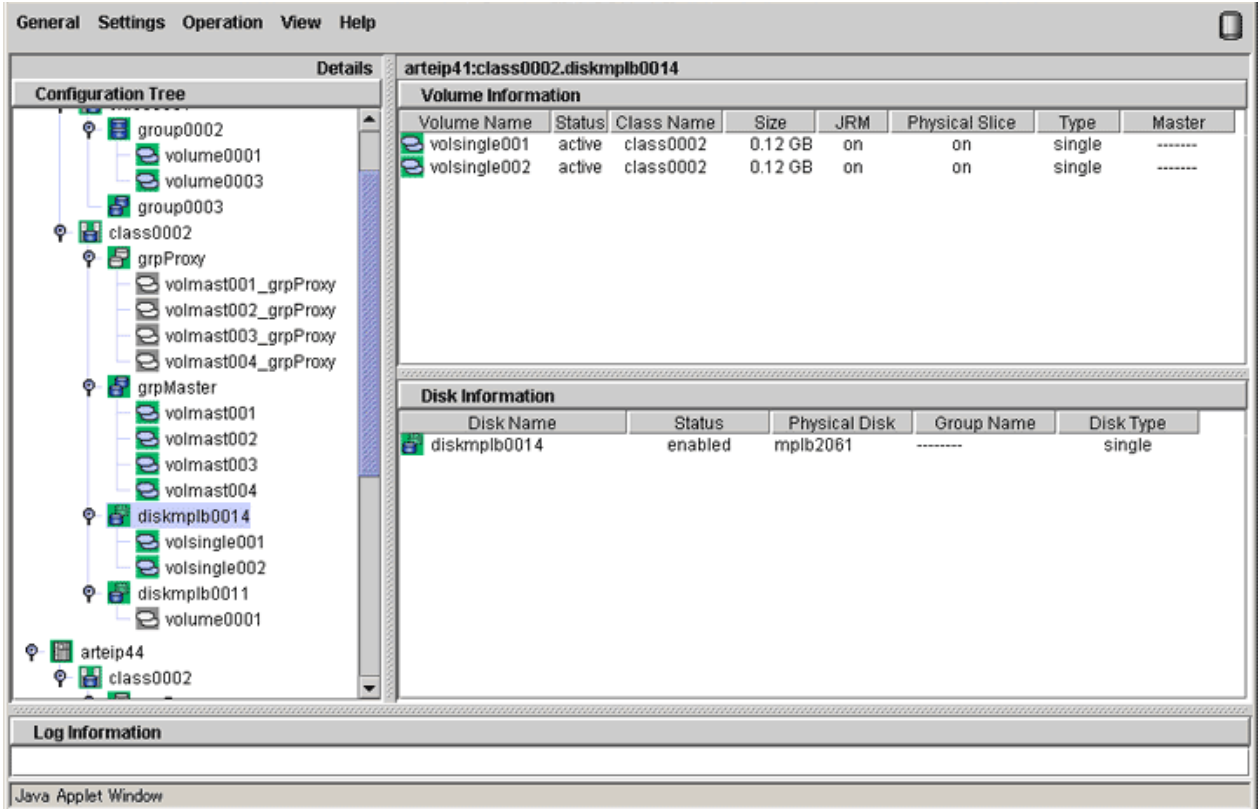 General Settings Operation View Help
Details
Configuration Tree
group0002
volume0001
volume0003
group0003
class0002
grpProxy
volmast001_grpProxy
volmast002_grpProxy
volmast003_grpProxy
volmast004_grpProxy
grpMaster
volmast001
volmast002
volmast003
volmast004
diskmplb0014
volsingle001
volsingle002
diskmplb0011
volume0001
arteip44
class0002
arteip41:class0002.diskmplb0014
Volume Information
Volume Name Status Class Name Size JRM Physical Slice Type Master
volsingle001 active class0002 0.12 GB on on single -------
volsingle002 active class0002 0.12 GB on on single -------
Disk Information
Disk Name Status Physical Disk Group Name Disk Type
diskmplb0014 enabled mplb2061 -------- single
Log Information
Java Applet Window